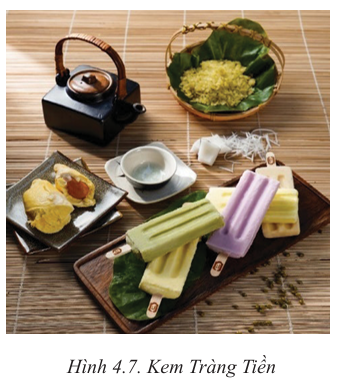 Hình 4.7. Kem Tràng Tiền